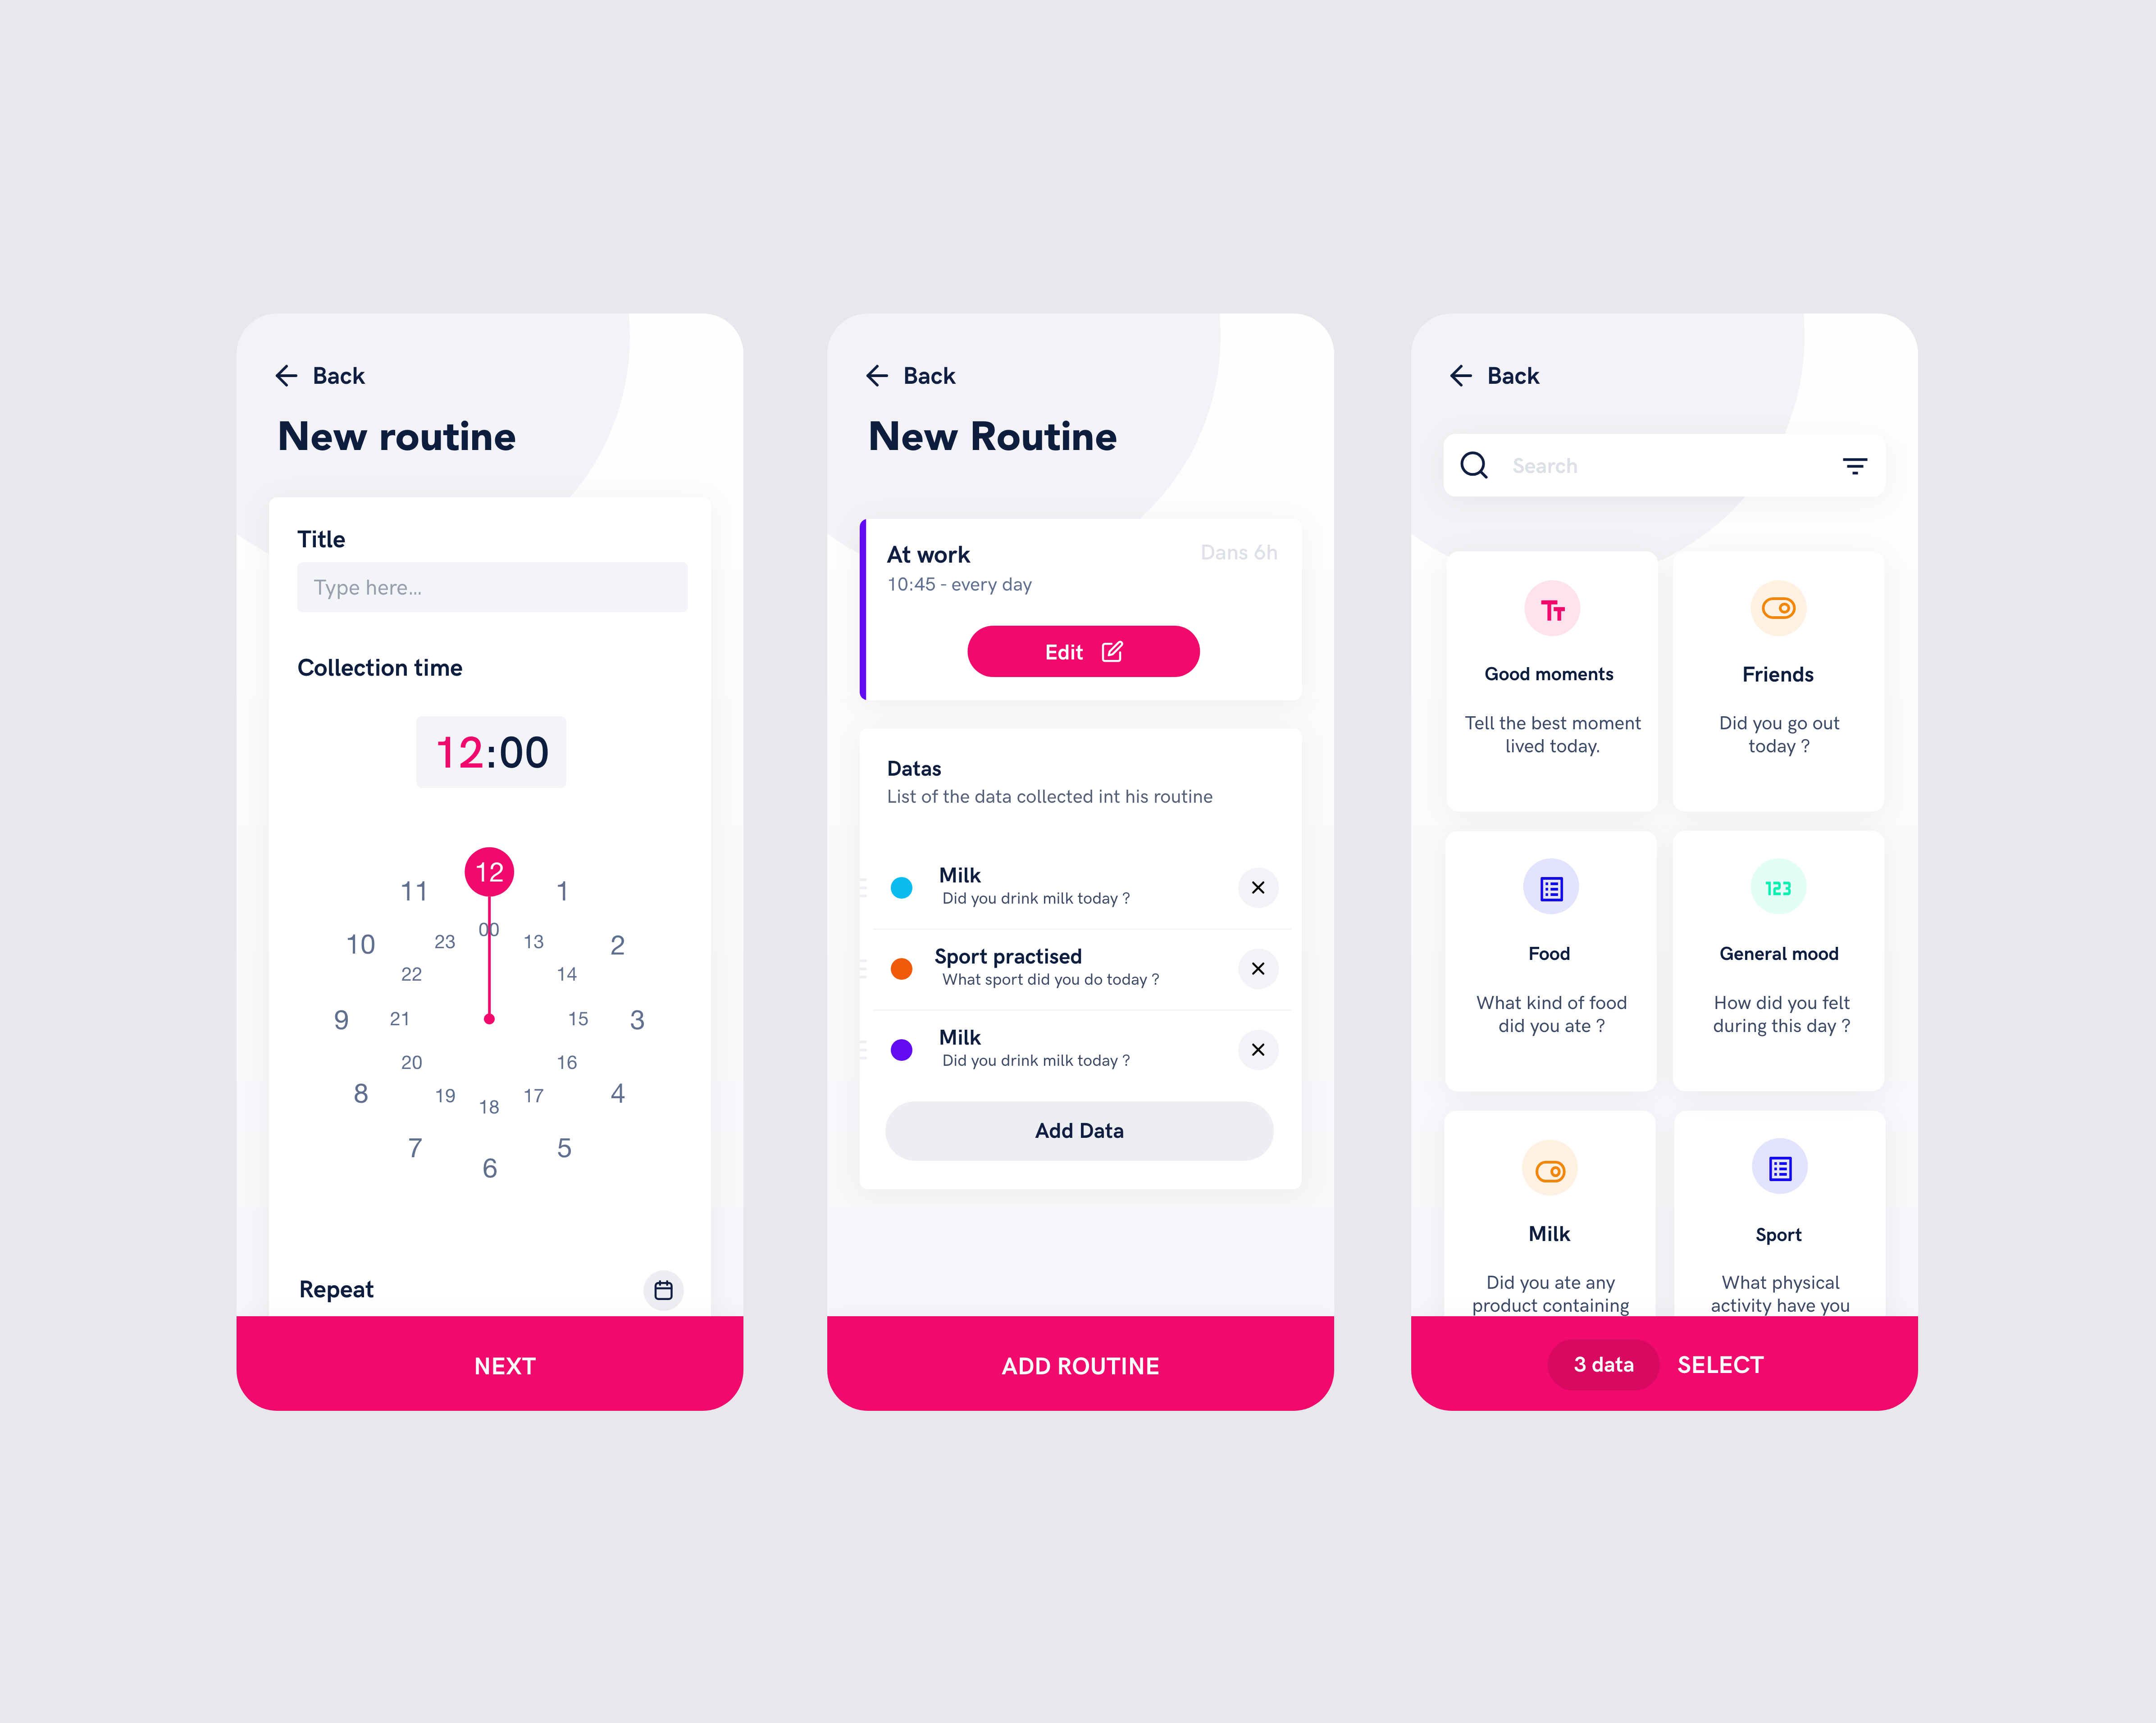 Back
New routine
Title
Type here...
Collection time
12:00
12
11
1
00
23
13
10
2
22
14
9
21
15
3
20
16
8
19
17
4
18
7
5
6
Repeat
NEXT
Back
New Routine
At work
Dans 6h
10:45 - every day
Edit
Datas
List of the data collected int his routine
Milk
Did you drink milk today ?
Sport practised
What sport did you do today ?
Milk
Did you drink milk today ?
Add Data
ADD ROUTINE
Back
Search
TT
Good moments
Tell the best moment
lived today.
Friends
Did you go out
today ?
Food
What kind of food
did you ate ?
123
General mood
How did you felt
during this day ?
Milk
Did you ate any
product containing
Sport
What physical
activity have you
3 data
SELECT